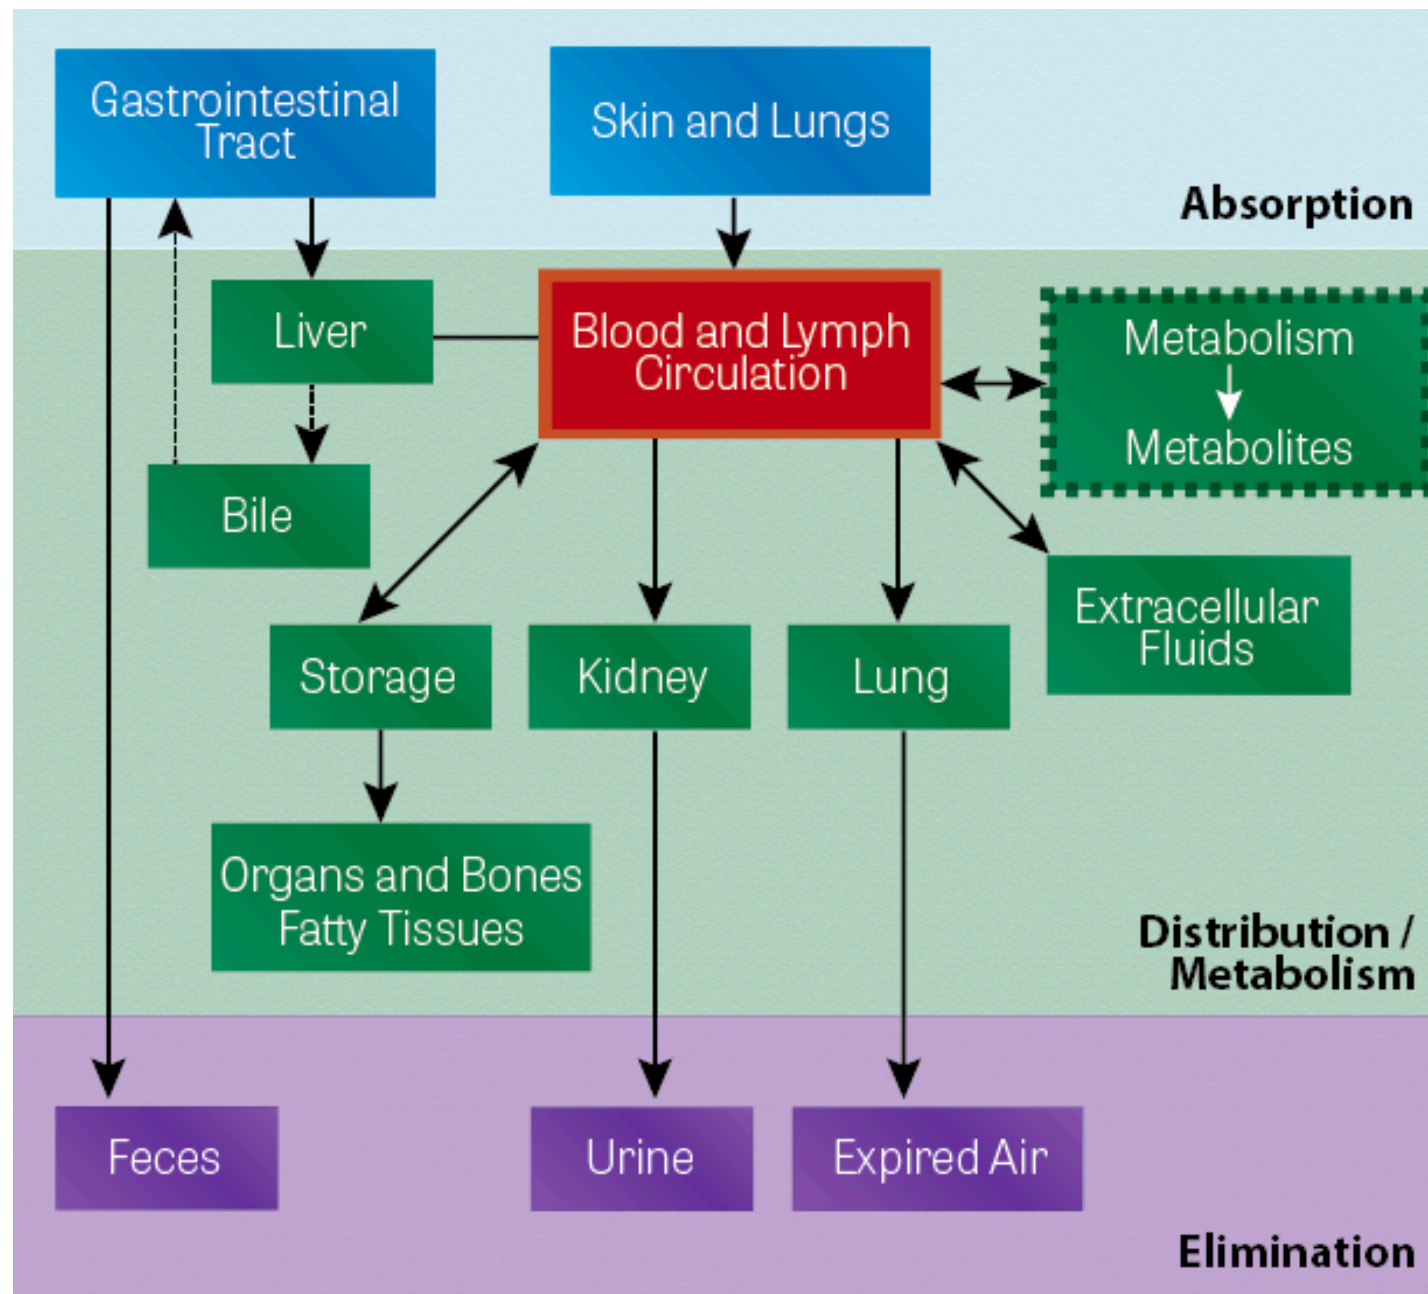 Gastrointestinal
Tract
Skin and Lungs
Absorption
Liver
Blood and Lymph
Circulation
Metabolism
Metabolites
Bile
Extracellular
Fluids
Storage
Kidney
Lung
Organs and Bones
Fatty Tissues
Distribution /
Metabolism
Feces
Urine
Expired Air
Elimination